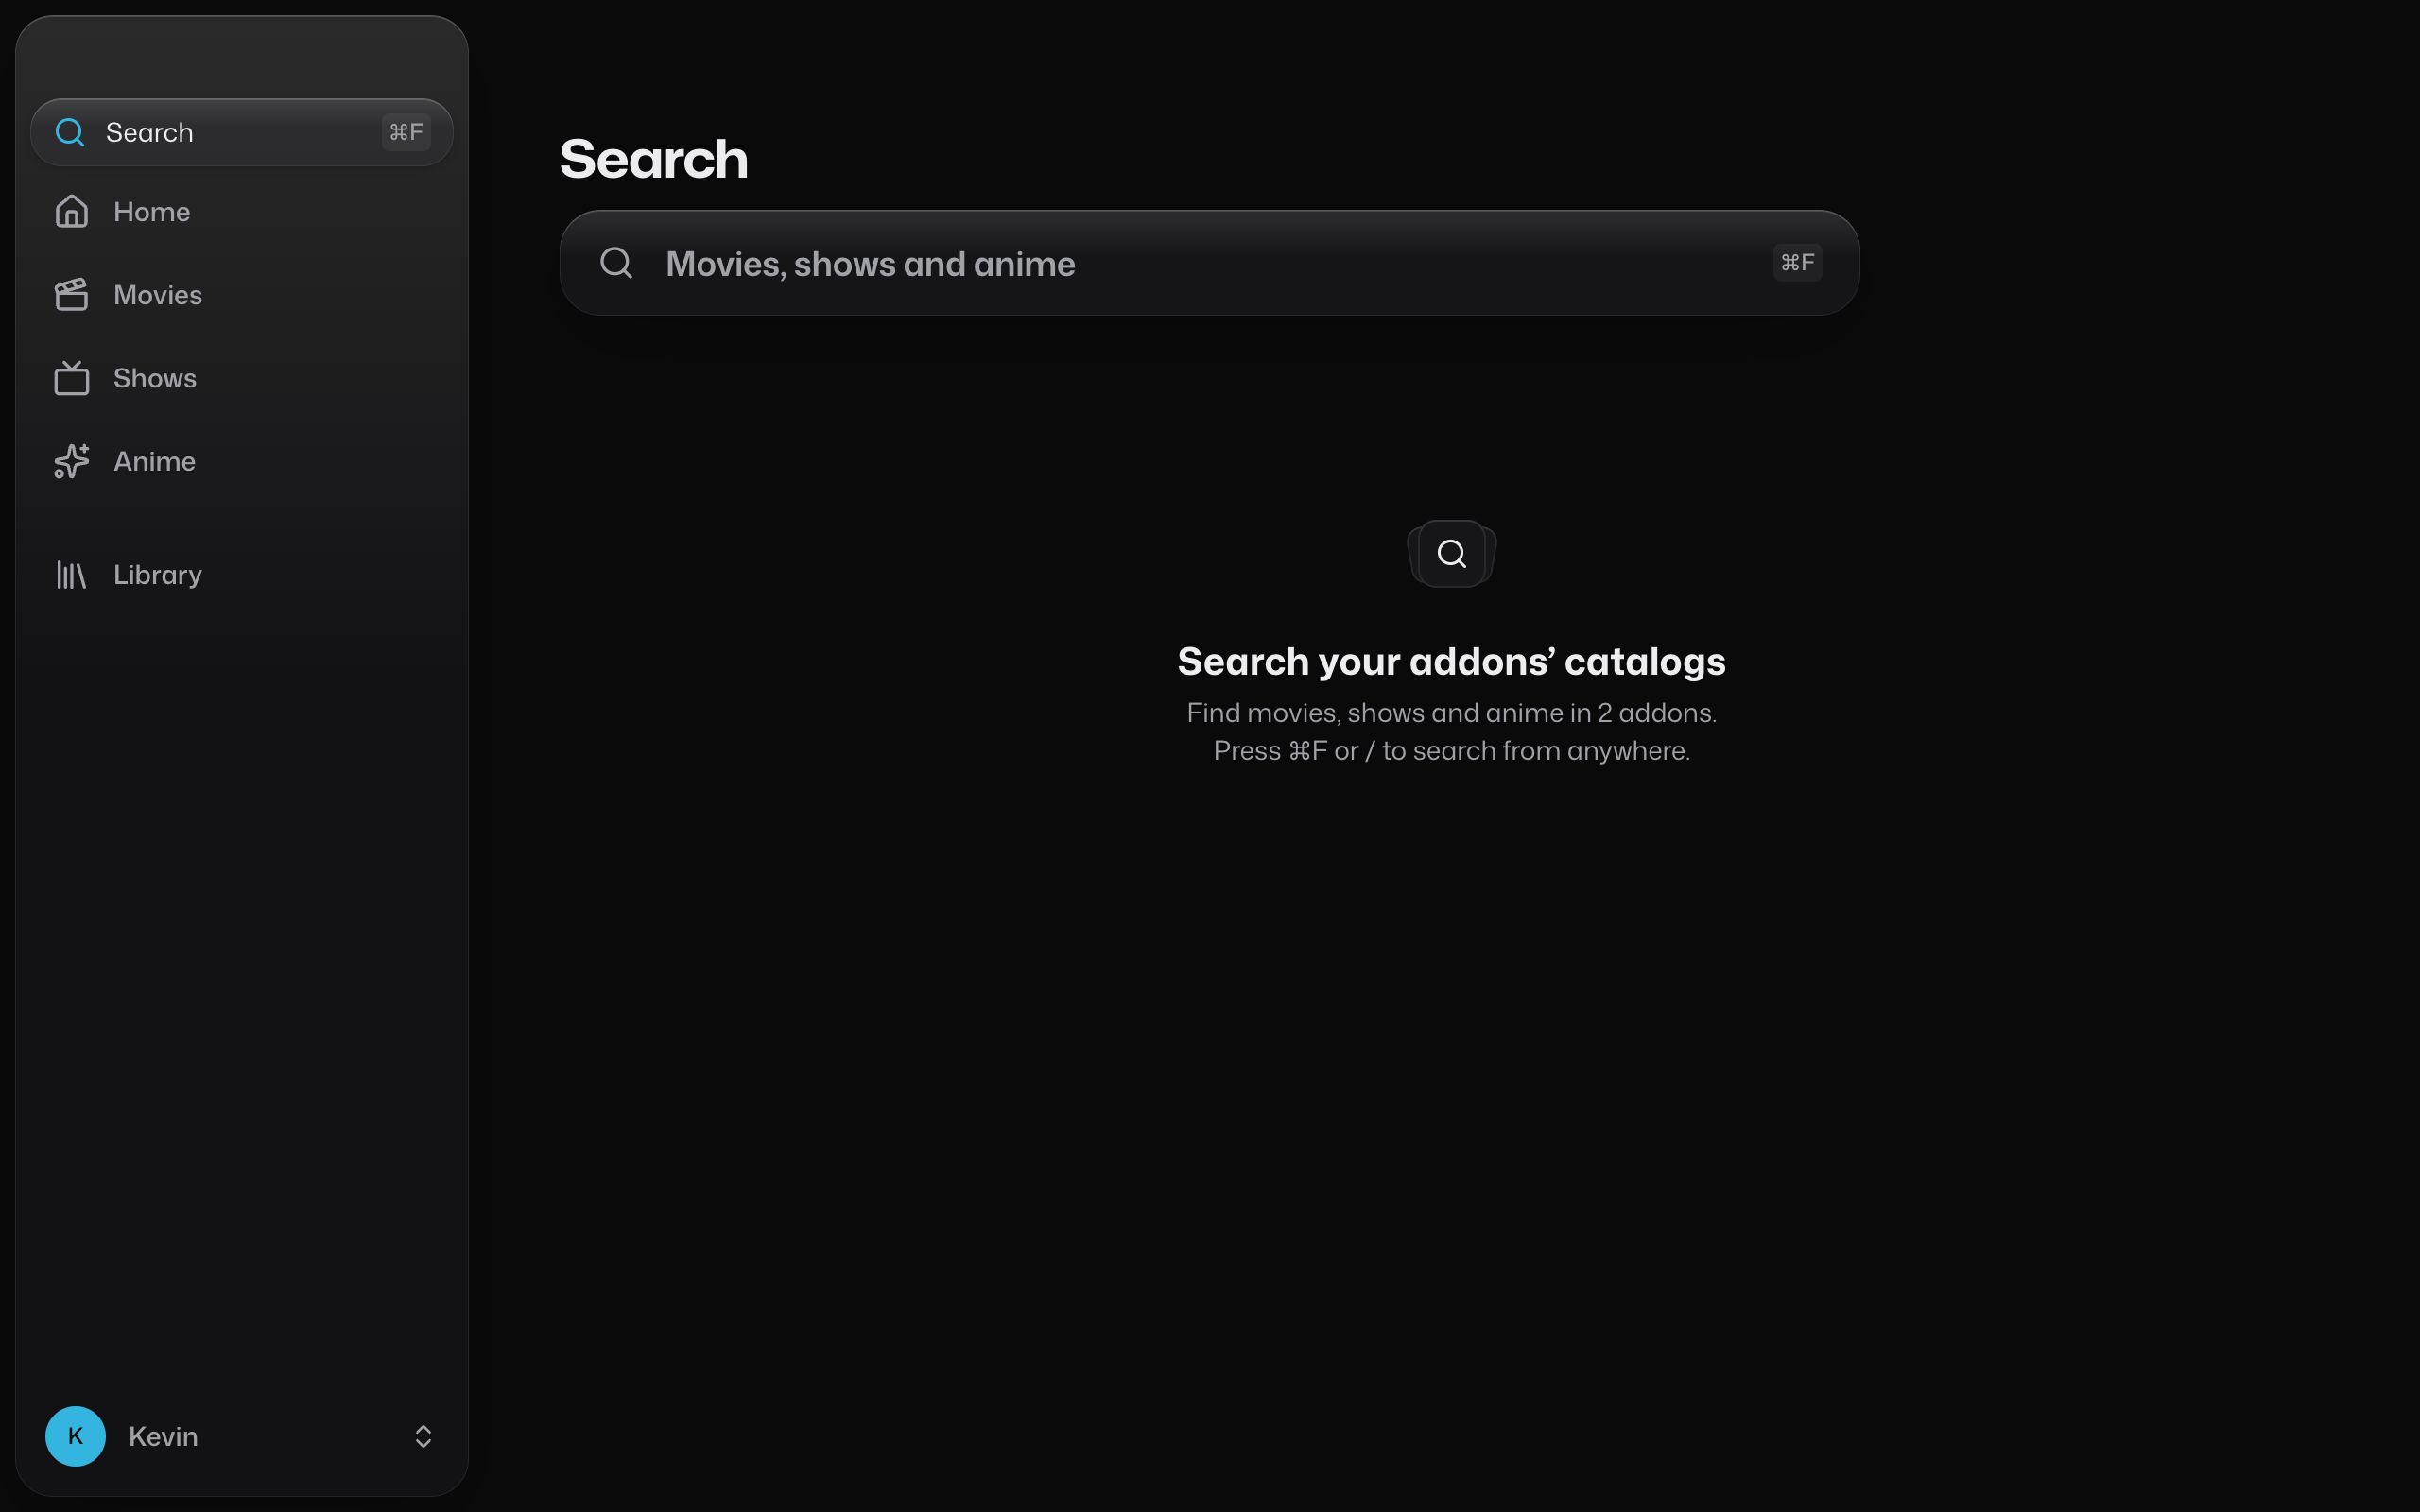 Search ⌘F
Home
Movies
Shows
Anime
Library
K Kevin
Search
Movies, shows and anime ⌘F
Search your addons’ catalogs
Find movies, shows and anime in 2 addons.
Press ⌘F or / to search from anywhere.